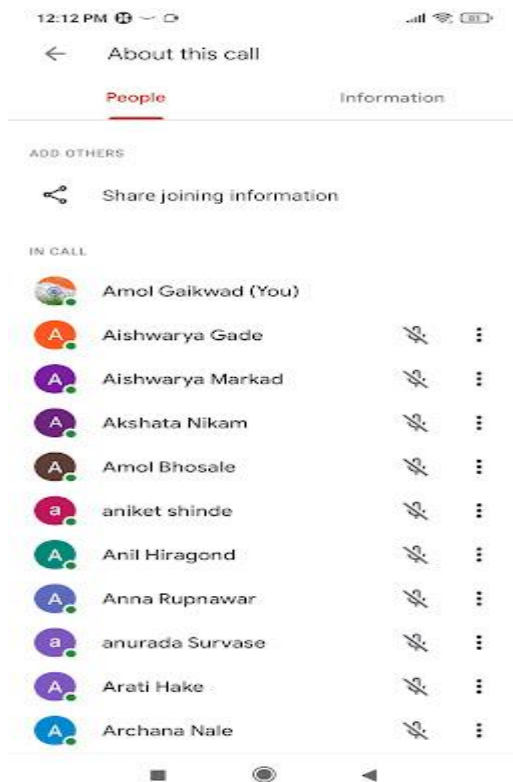 12:12 PM
81
About this call
People
Information
ADD OTHERS
Share joining information
IN CALL
Amol Gaikwad (You)
A Aishwarya Gade
A Aishwarya Markad
A Akshata Nikam
A Amol Bhosale
a aniket shinde
A Anil Hiragond
A Anna Rupnawar
a anurada Survase
A Arati Hake
A Archana Nale